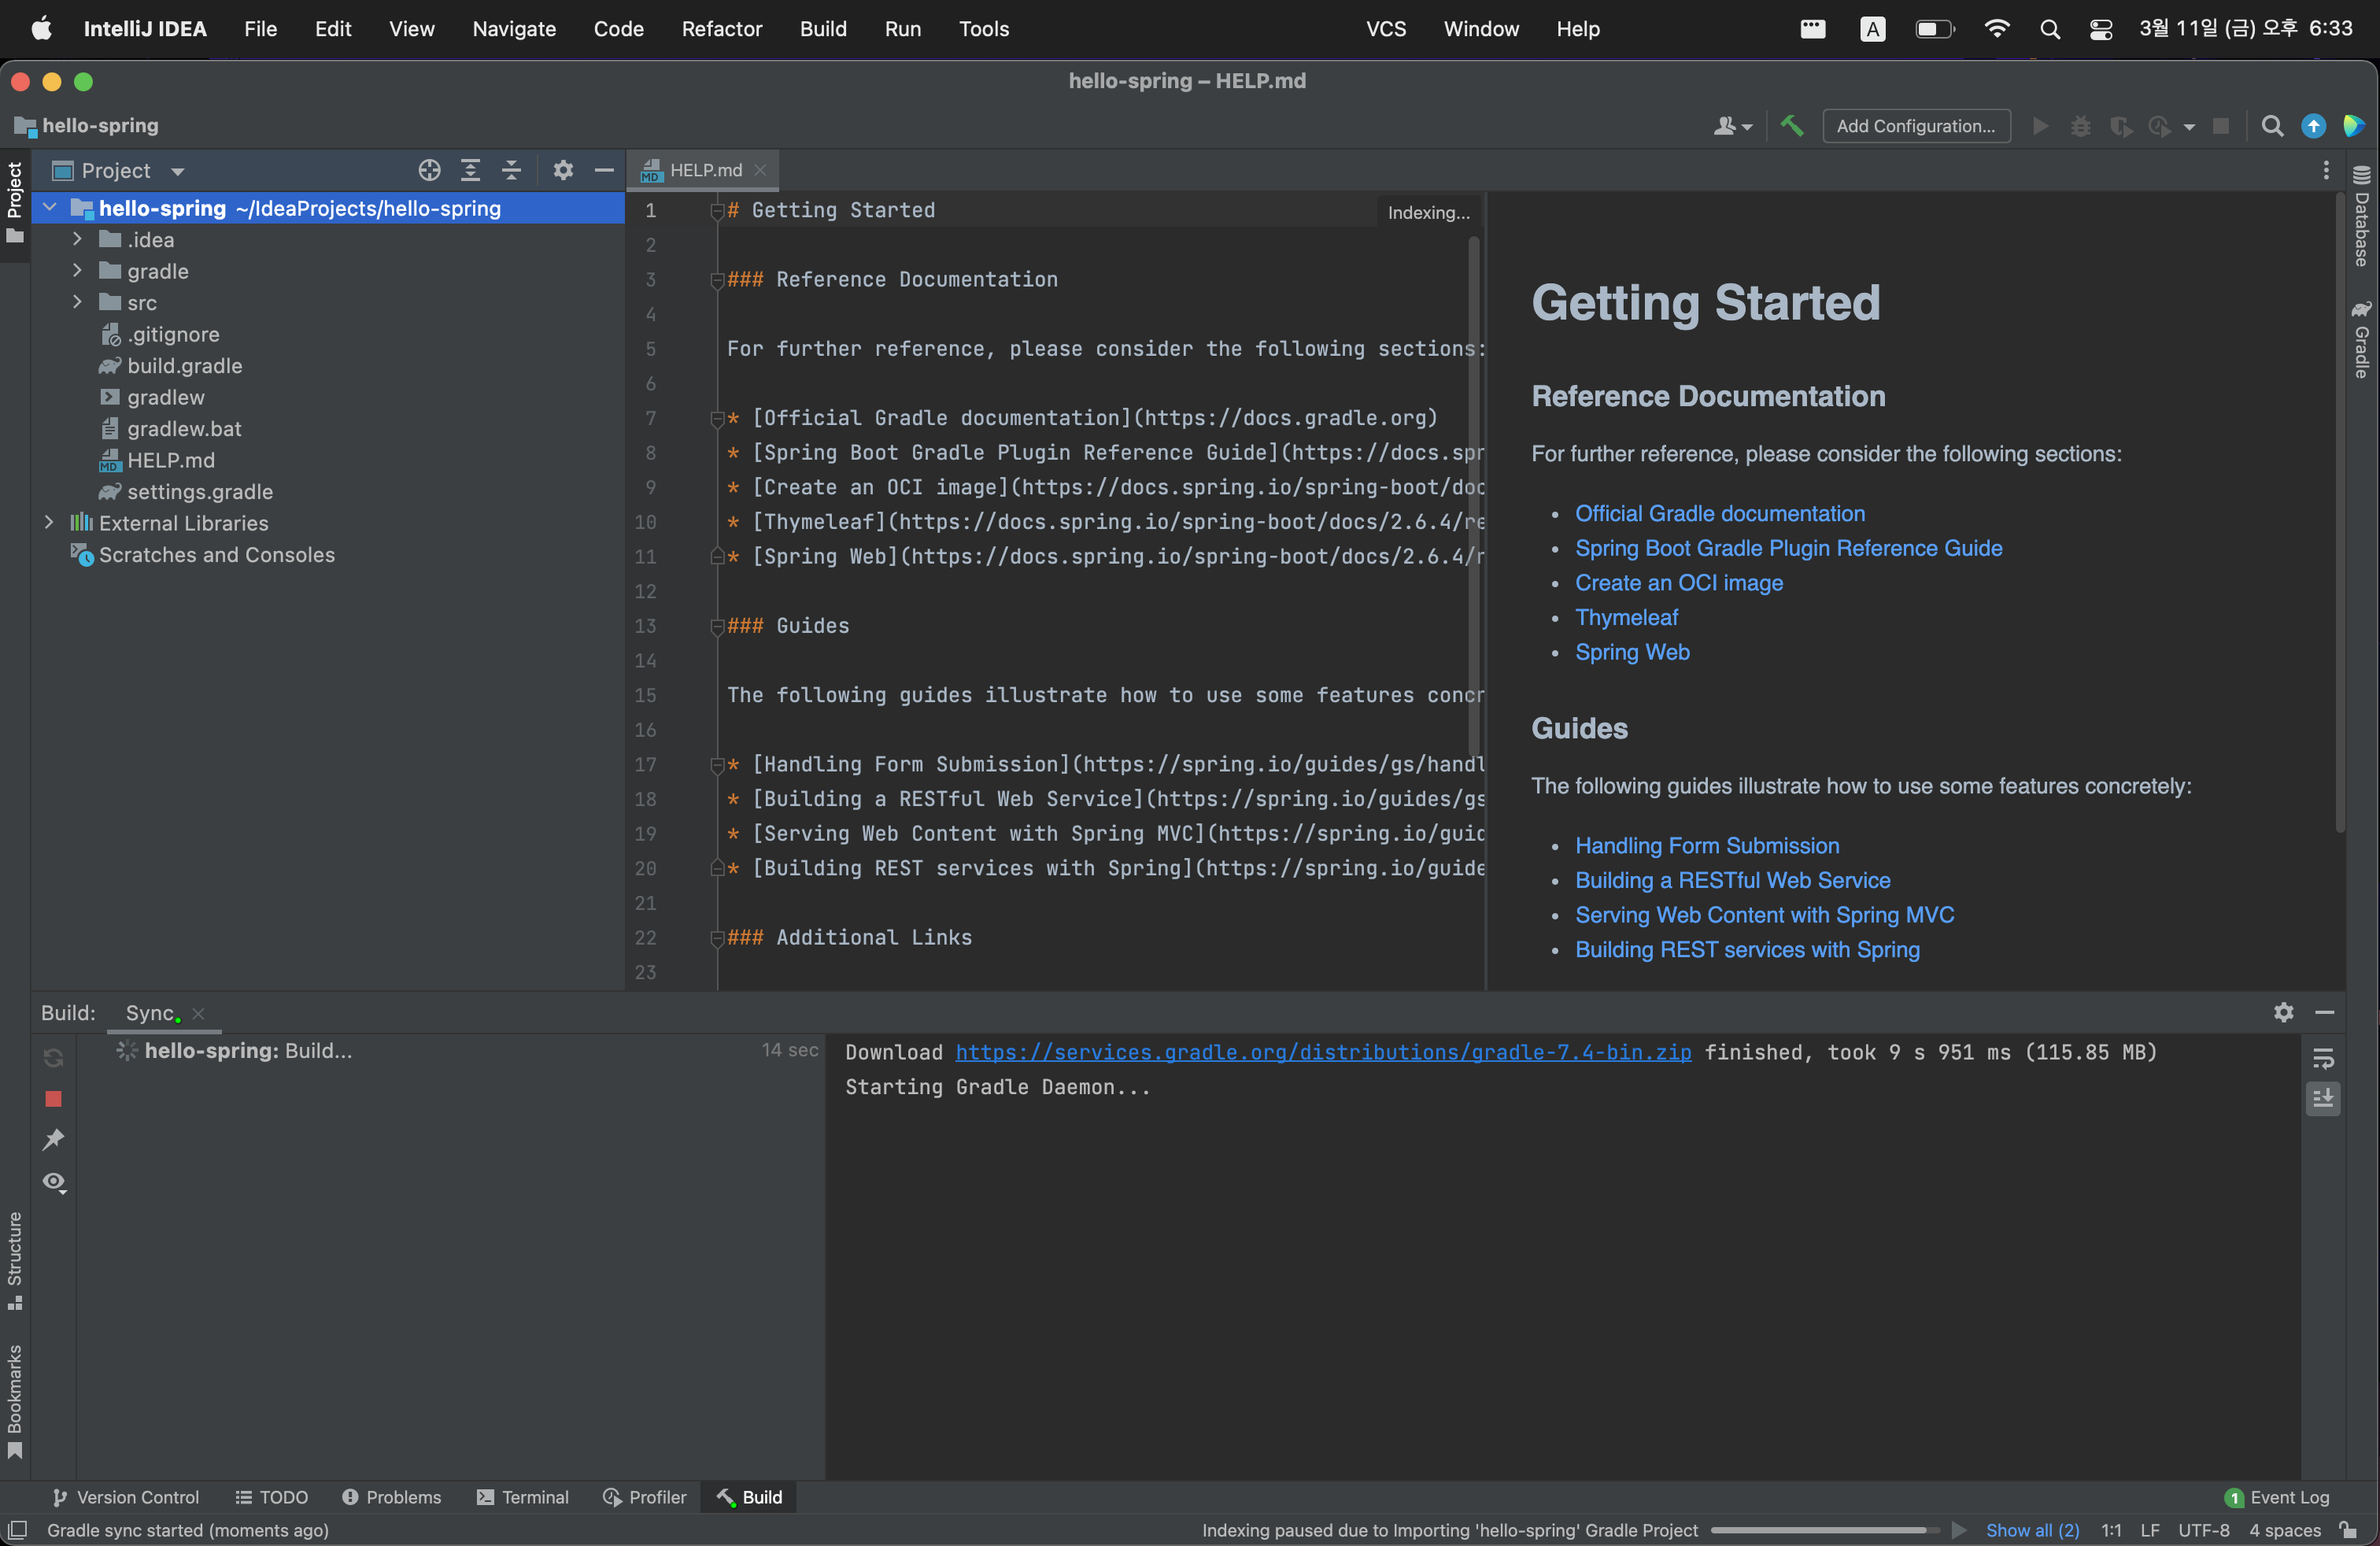 IntelliJ IDEA File Edit View Navigate Code Refactor Build Run Tools VCS Window Help A 3월 11일 (금) 오후 6:33
hello-spring – HELP.md
hello-spring
Add Configuration...
Project
Project
HELP.md
hello-spring ~/IdeaProjects/hello-spring
.idea
gradle
src
.gitignore
build.gradle
gradlew
gradlew.bat
MD HELP.md
settings.gradle
External Libraries
Scratches and Consoles
Indexing...
1 # Getting Started
2
3 ### Reference Documentation
4
5 For further reference, please consider the following sections:
6
7 * [Official Gradle documentation](https://docs.gradle.org)
8 * [Spring Boot Gradle Plugin Reference Guide](https://docs.spr
9 * [Create an OCI image](https://docs.spring.io/spring-boot/doc
10 * [Thymeleaf](https://docs.spring.io/spring-boot/docs/2.6.4/re
11 * [Spring Web](https://docs.spring.io/spring-boot/docs/2.6.4/r
12
13 ### Guides
14
15 The following guides illustrate how to use some features concr
16
17 * [Handling Form Submission](https://spring.io/guides/gs/handl
18 * [Building a RESTful Web Service](https://spring.io/guides/gs
19 * [Serving Web Content with Spring MVC](https://spring.io/guid
20 * [Building REST services with Spring](https://spring.io/guide
21
22 ### Additional Links
23
Getting Started
Reference Documentation
For further reference, please consider the following sections:
• Official Gradle documentation
• Spring Boot Gradle Plugin Reference Guide
• Create an OCI image
• Thymeleaf
• Spring Web
Guides
The following guides illustrate how to use some features concretely:
• Handling Form Submission
• Building a RESTful Web Service
• Serving Web Content with Spring MVC
• Building REST services with Spring
Database
Gradle
Build: Sync
hello-spring: Build... 14 sec
Download https://services.gradle.org/distributions/gradle-7.4-bin.zip finished, took 9 s 951 ms (115.85 MB)
Starting Gradle Daemon...
Structure
Bookmarks
Version Control TODO Problems Terminal Profiler Build 1 Event Log
Gradle sync started (moments ago) Indexing paused due to Importing 'hello-spring' Gradle Project Show all (2) 1:1 LF UTF-8 4 spaces